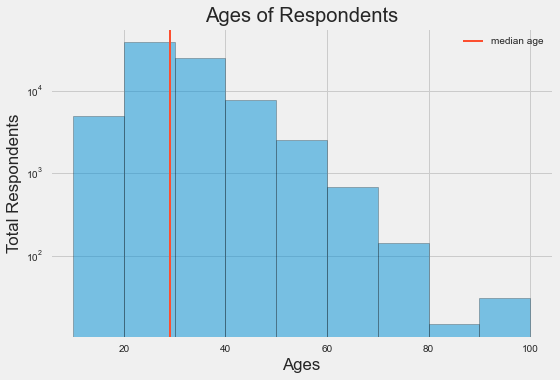 Ages of Respondents
median age
Total Respondents
10^4
10^3
10^2
20 40 60 80 100
Ages